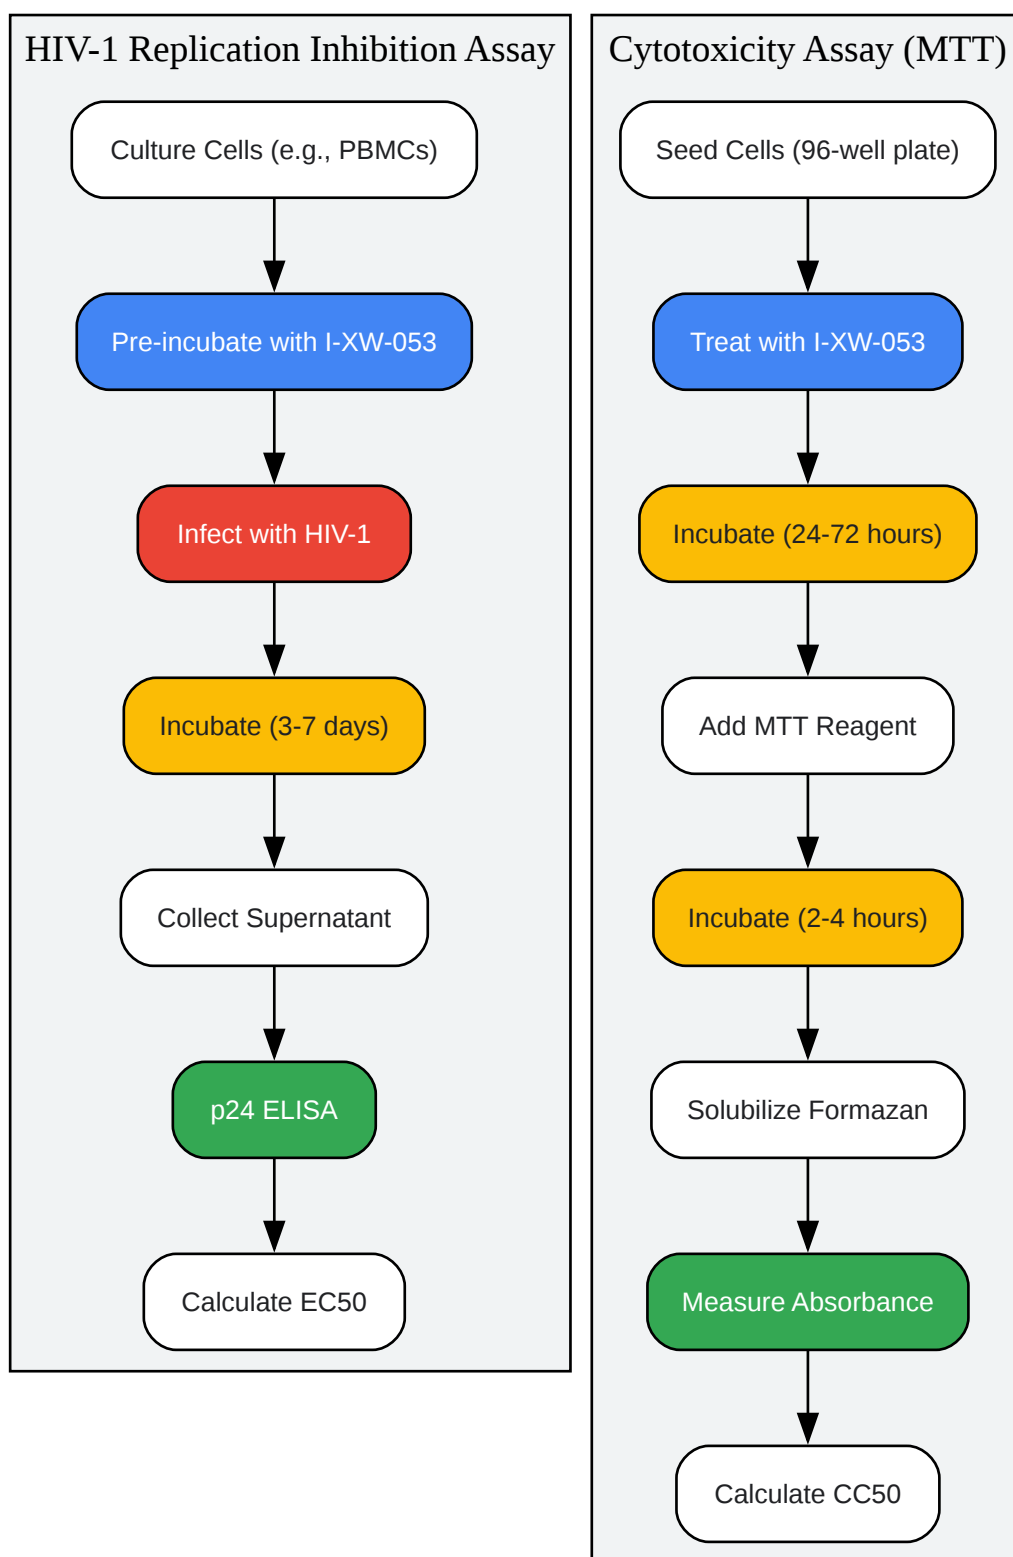 HIV-1 Replication Inhibition Assay
Culture Cells (e.g., PBMCs)
Pre-incubate with I-XW-053
Infect with HIV-1
Incubate (3-7 days)
Collect Supernatant
p24 ELISA
Calculate EC50
Cytotoxicity Assay (MTT)
Seed Cells (96-well plate)
Treat with I-XW-053
Incubate (24-72 hours)
Add MTT Reagent
Incubate (2-4 hours)
Solubilize Formazan
Measure Absorbance
Calculate CC50